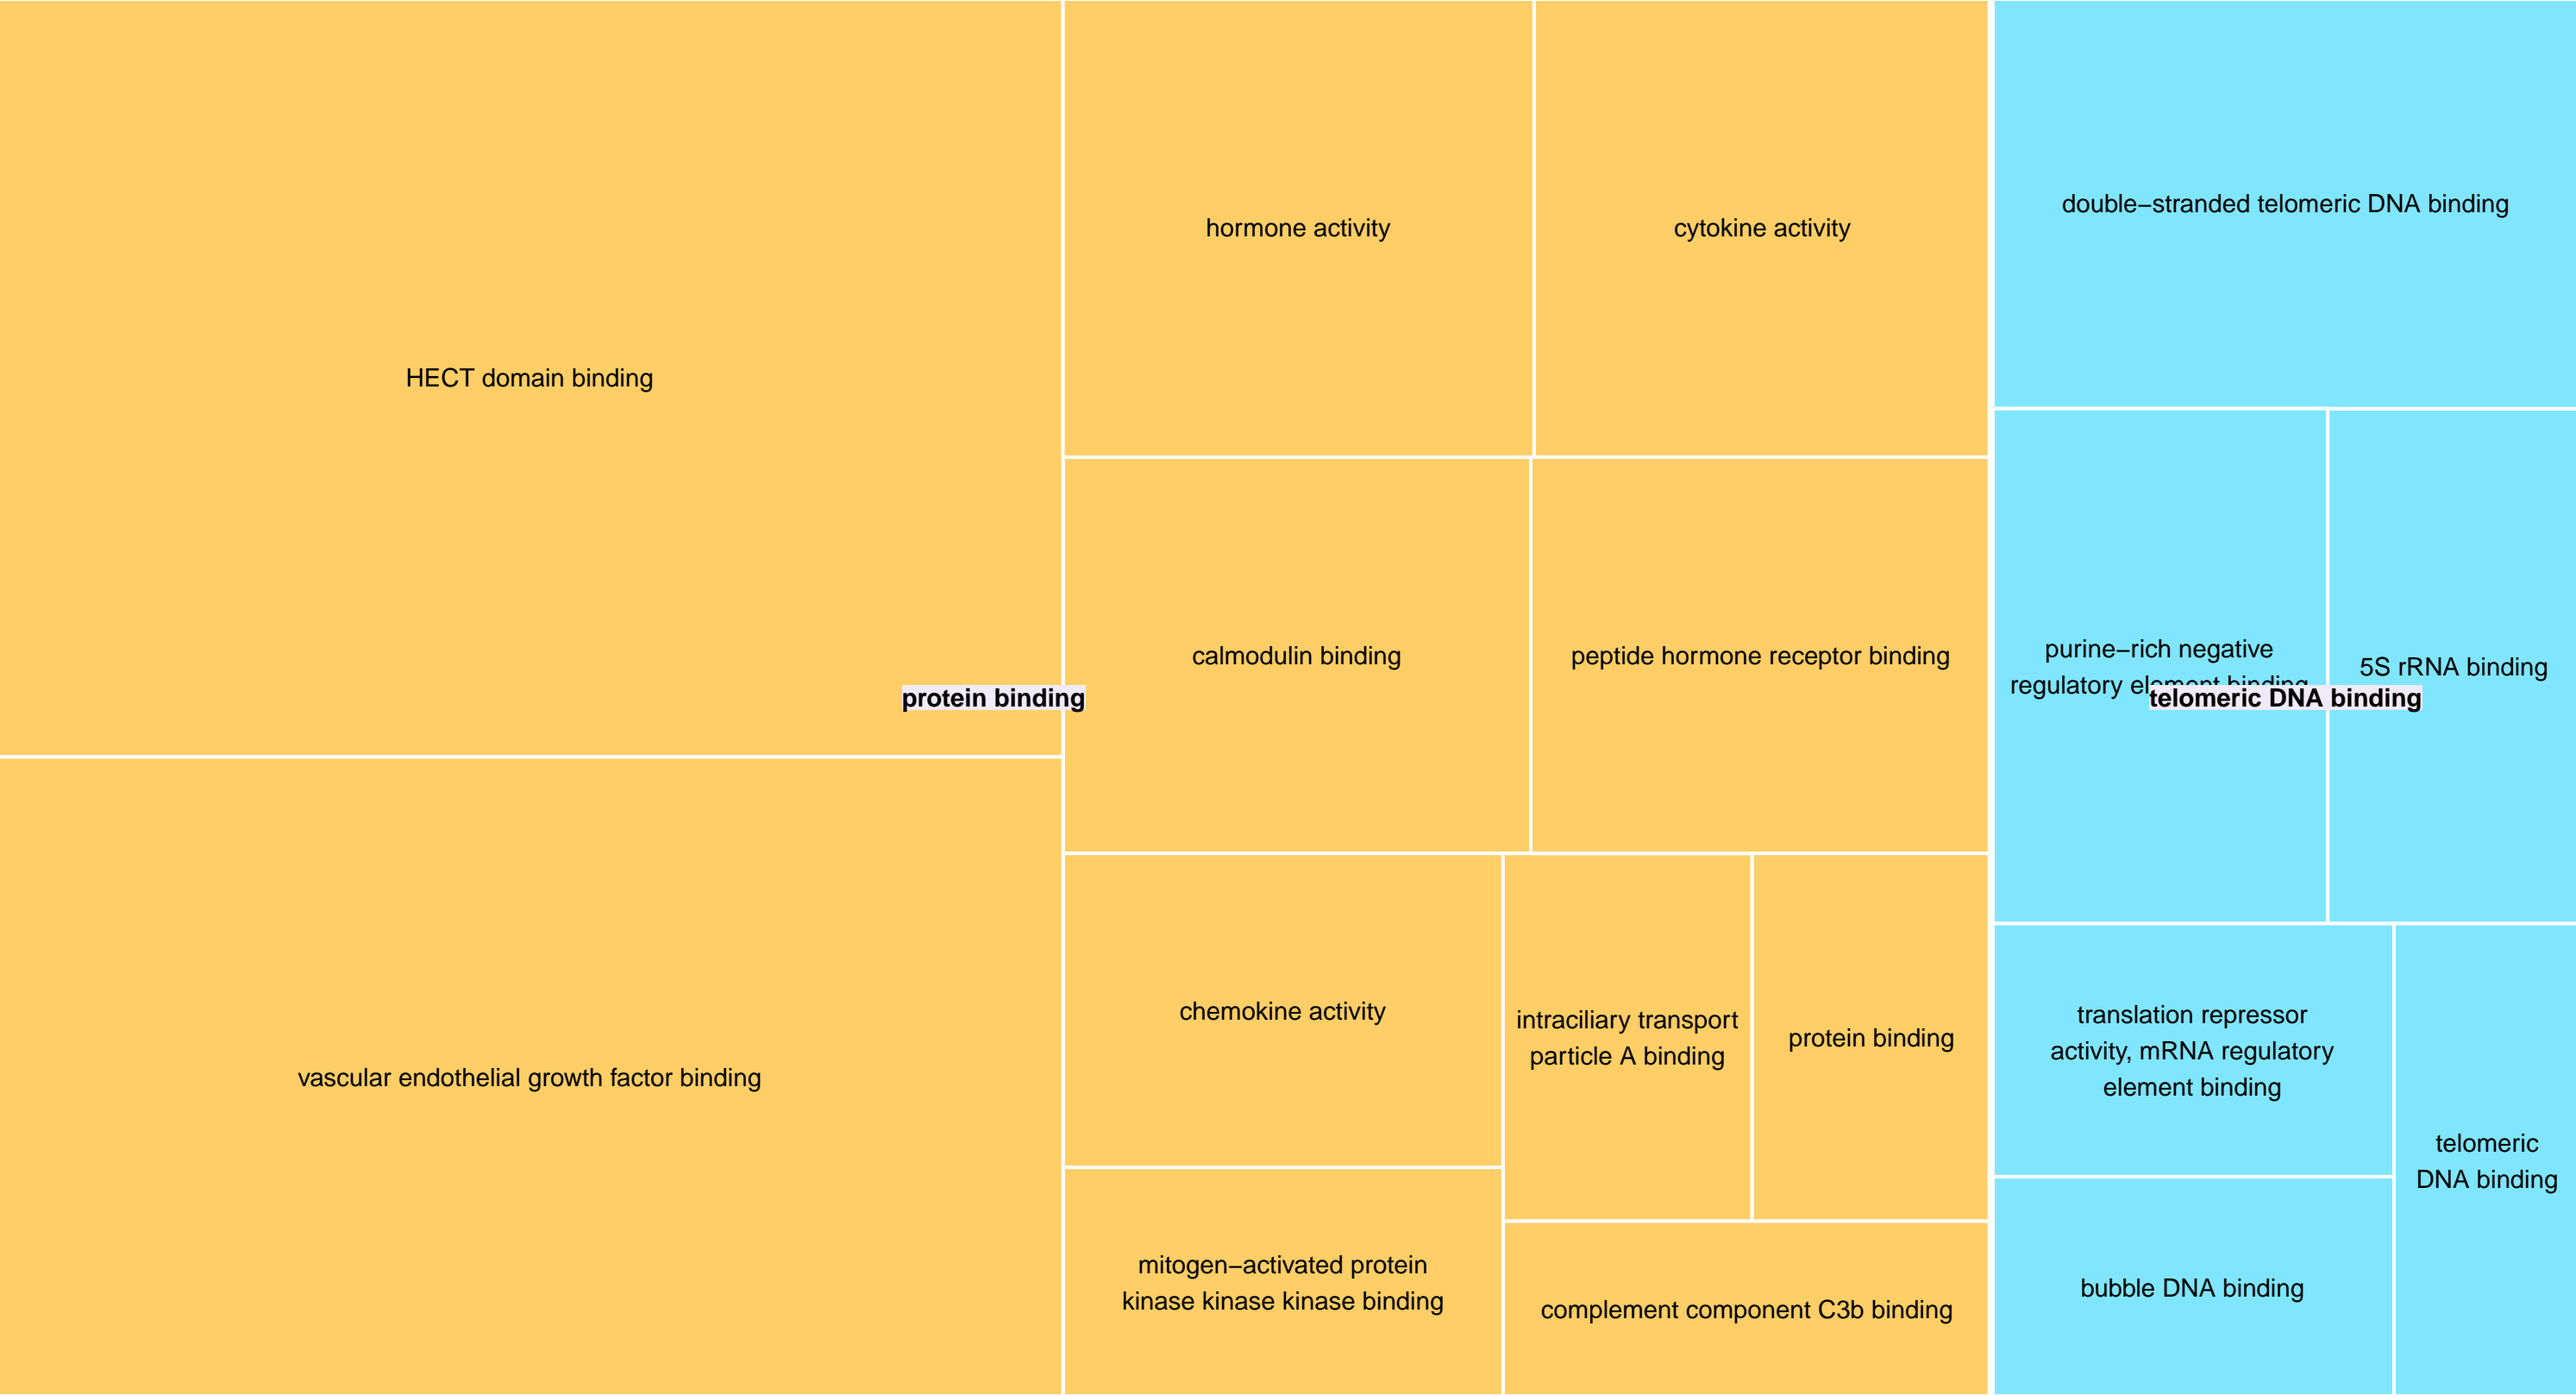 HECT domain binding
hormone activity
cytokine activity
double−stranded telomeric DNA binding
calmodulin binding
peptide hormone receptor binding
purine−rich negative
regulatory element binding
5S rRNA binding
protein binding
telomeric DNA binding
vascular endothelial growth factor binding
chemokine activity
intraciliary transport
particle A binding
protein binding
translation repressor
activity, mRNA regulatory
element binding
telomeric
DNA binding
mitogen−activated protein
kinase kinase kinase binding
complement component C3b binding
bubble DNA binding